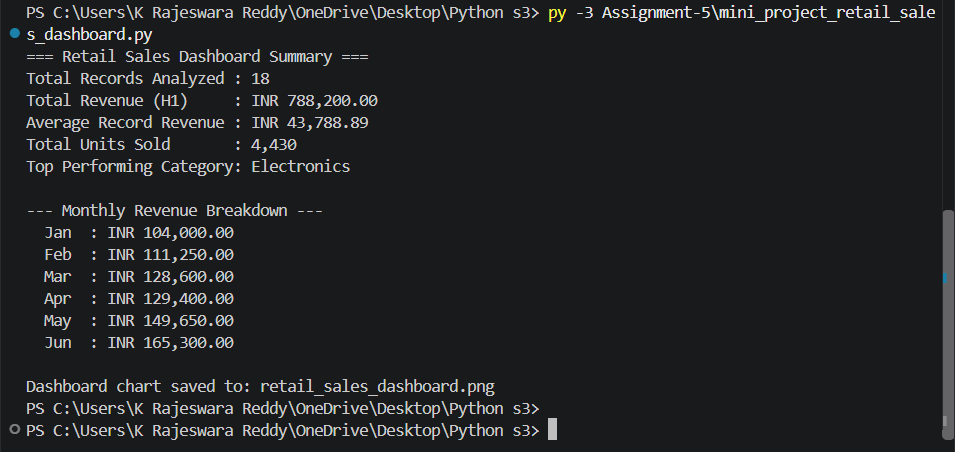 PS C:\Users\K Rajeswara Reddy\OneDrive\Desktop\Python s3> py -3 Assignment-5\mini_project_retail_sale
s_dashboard.py
=== Retail Sales Dashboard Summary ===
Total Records Analyzed : 18
Total Revenue (H1)     : INR 788,200.00
Average Record Revenue : INR 43,788.89
Total Units Sold       : 4,430
Top Performing Category: Electronics

--- Monthly Revenue Breakdown ---
  Jan  : INR 104,000.00
  Feb  : INR 111,250.00
  Mar  : INR 128,600.00
  Apr  : INR 129,400.00
  May  : INR 149,650.00
  Jun  : INR 165,300.00

Dashboard chart saved to: retail_sales_dashboard.png
PS C:\Users\K Rajeswara Reddy\OneDrive\Desktop\Python s3>
PS C:\Users\K Rajeswara Reddy\OneDrive\Desktop\Python s3>